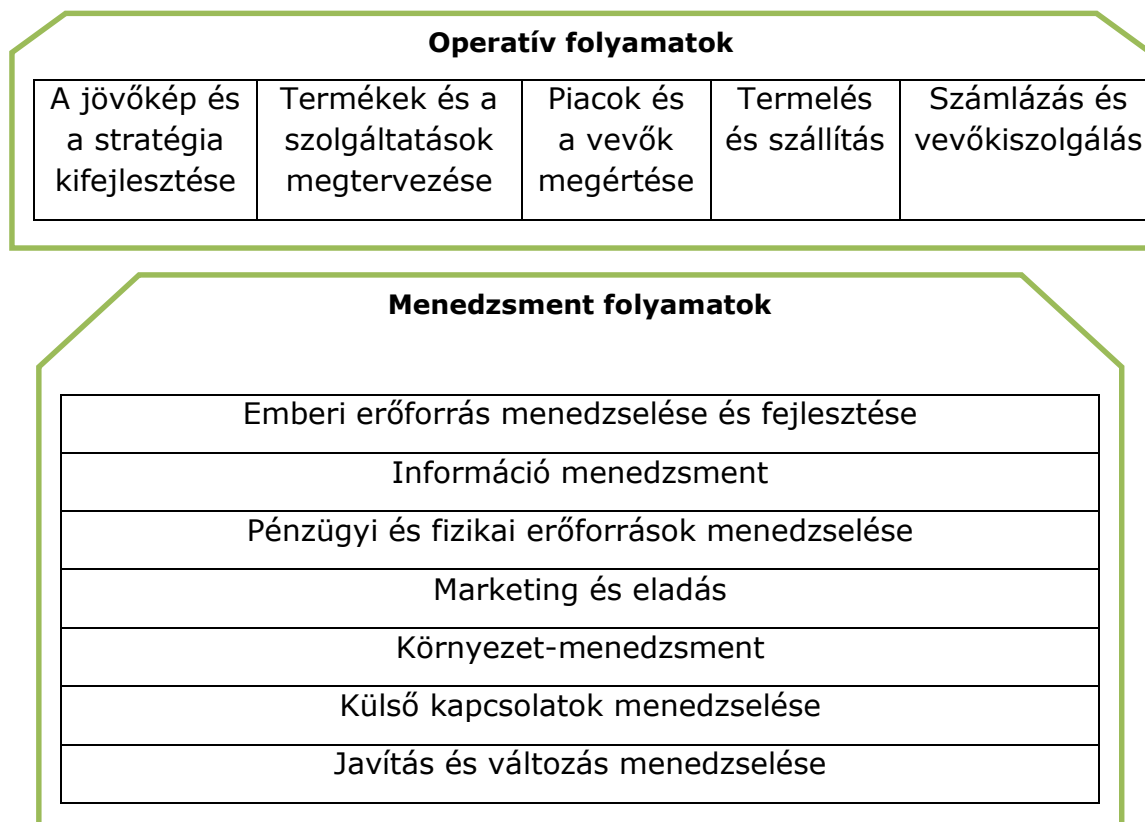 Operatív folyamatok
A jövőkép és
a stratégia
kifejlesztése
Termékek és a
szolgáltatások
megtervezése
Piacok és
a vevők
megértése
Termelés
és szállítás
Számlázás és
vevőkiszolgálás
Menedzsment folyamatok
Emberi erőforrás menedzselése és fejlesztése
Információ menedzsment
Pénzügyi és fizikai erőforrások menedzselése
Marketing és eladás
Környezet-menedzsment
Külső kapcsolatok menedzselése
Javítás és változás menedzselése